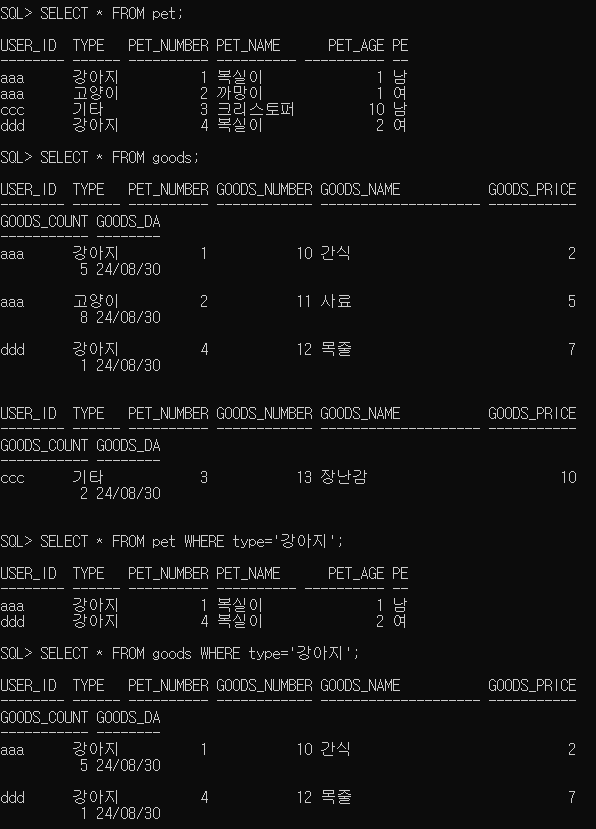 SQL> SELECT * FROM pet;
USER_ID  TYPE   PET_NUMBER PET_NAME      PET_AGE PE
-------- ------ ---------- ---------- ---------- --
aaa      강아지          1 복실이              1 남
aaa      고양이          2 까망이              1 여
ccc      기타            3 크리스토퍼         10 남
ddd      강아지          4 복실이              2 여
SQL> SELECT * FROM goods;
USER_ID  TYPE   PET_NUMBER GOODS_NUMBER GOODS_NAME           GOODS_PRICE
-------- ------ ---------- ------------ -------------------- -----------
GOODS_COUNT GOODS_DA
----------- --------
aaa      강아지          1           10 간식                           2
          5 24/08/30
aaa      고양이          2           11 사료                           5
          8 24/08/30
ddd      강아지          4           12 목줄                           7
          1 24/08/30
USER_ID  TYPE   PET_NUMBER GOODS_NUMBER GOODS_NAME           GOODS_PRICE
-------- ------ ---------- ------------ -------------------- -----------
GOODS_COUNT GOODS_DA
----------- --------
ccc      기타            3           13 장난감                        10
          2 24/08/30
SQL> SELECT * FROM pet WHERE type='강아지';
USER_ID  TYPE   PET_NUMBER PET_NAME      PET_AGE PE
-------- ------ ---------- ---------- ---------- --
aaa      강아지          1 복실이              1 남
ddd      강아지          4 복실이              2 여
SQL> SELECT * FROM goods WHERE type='강아지';
USER_ID  TYPE   PET_NUMBER GOODS_NUMBER GOODS_NAME           GOODS_PRICE
-------- ------ ---------- ------------ -------------------- -----------
GOODS_COUNT GOODS_DA
----------- --------
aaa      강아지          1           10 간식                           2
          5 24/08/30
ddd      강아지          4           12 목줄                           7
          1 24/08/30